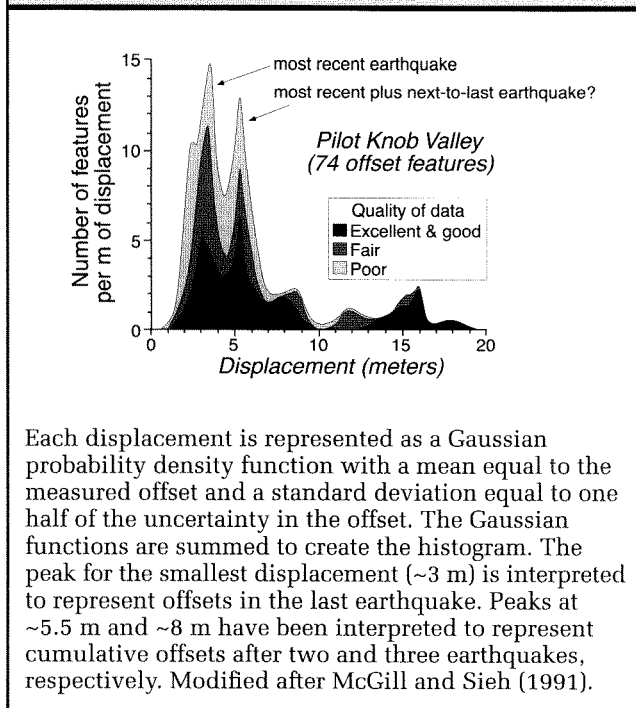 15
most recent earthquake
most recent plus next-to-last earthquake?
Number of features
per m of displacement
10
Pilot Knob Valley
(74 offset features)
Quality of data
Excellent & good
Fair
Poor
5
0
0
5
10
15
20
Displacement (meters)
Each displacement is represented as a Gaussian
probability density function with a mean equal to the
measured offset and a standard deviation equal to one
half of the uncertainty in the offset. The Gaussian
functions are summed to create the histogram. The
peak for the smallest displacement (~3 m) is interpreted
to represent offsets in the last earthquake. Peaks at
~5.5 m and ~8 m have been interpreted to represent
cumulative offsets after two and three earthquakes,
respectively. Modified after McGill and Sieh (1991).